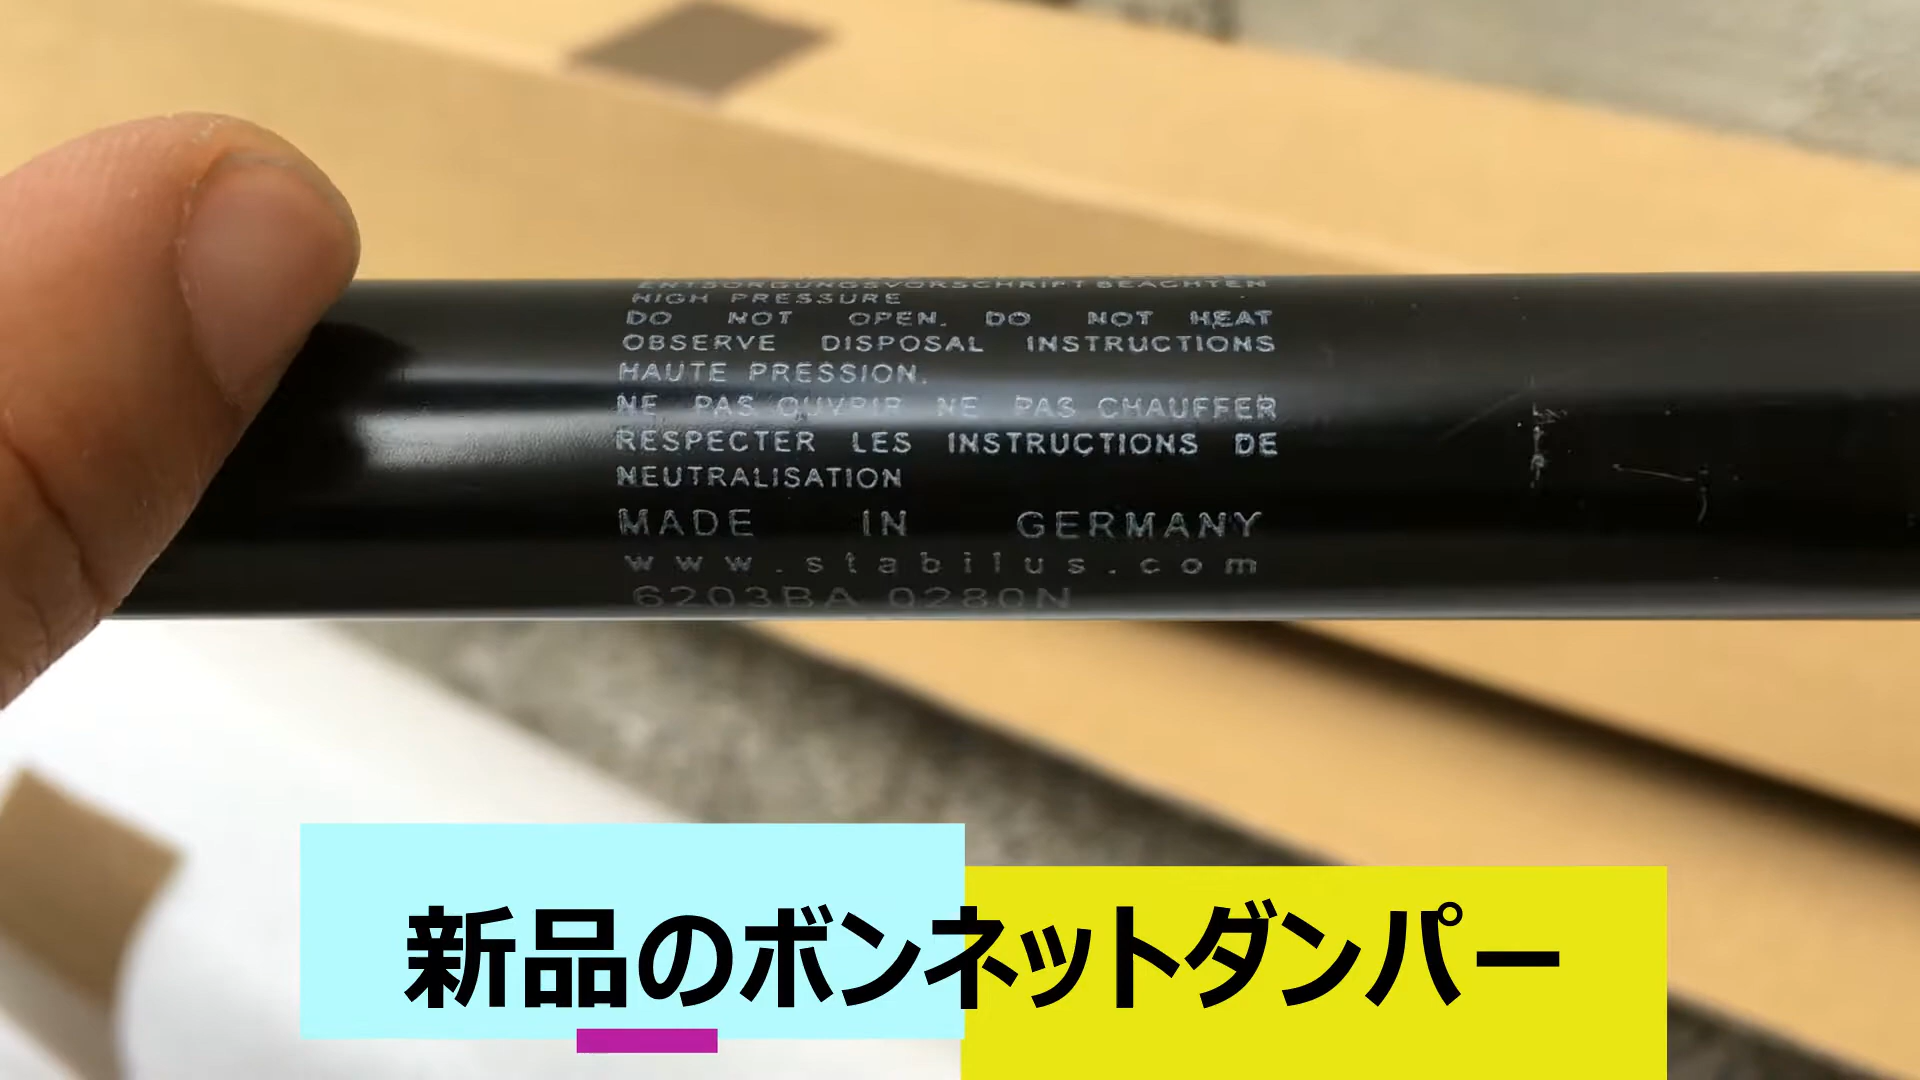 ENTSORGUNGSVORSCHRIFT BEACHTEN
HIGH PRESSURE
DO NOT OPEN. DO NOT HEAT
OBSERVE DISPOSAL INSTRUCTIONS
HAUTE PRESSION.
NE PAS OUVRIR NE PAS CHAUFFER
RESPECTER LES INSTRUCTIONS DE
NEUTRALISATION
MADE IN GERMANY
www.stabilus.com
6203BA 0280N
新品のボンネットダンパー